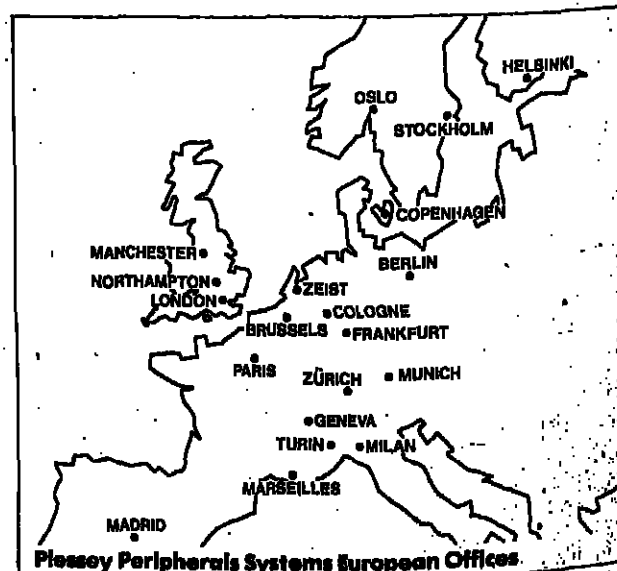 HELSINKI
OSLO
STOCKHOLM
COPENHAGEN
MANCHESTER
BERLIN
NORTHAMPTON
ZEIST
LONDON
COLOGNE
BRUSSELS
FRANKFURT
PARIS
ZÜRICH
MUNICH
GENEVA
TURIN
MILAN
MARSEILLES
MADRID
Plessey Peripherals Systems European Offices